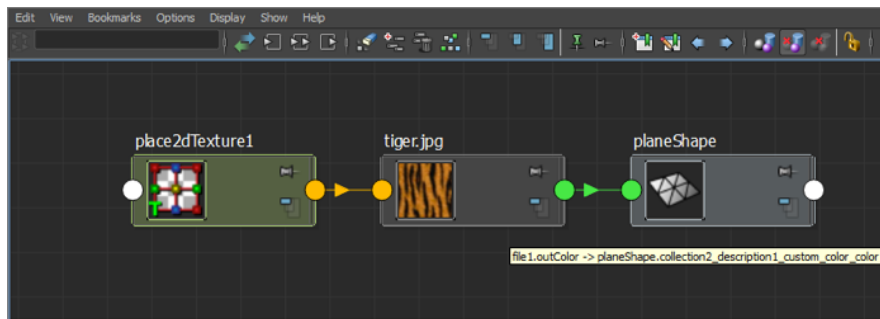 Edit View Bookmarks Options Display Show Help
place2dTexture1 tiger.jpg planeShape
file1.outColor -> planeShape.collection2_description1_custom_color_color